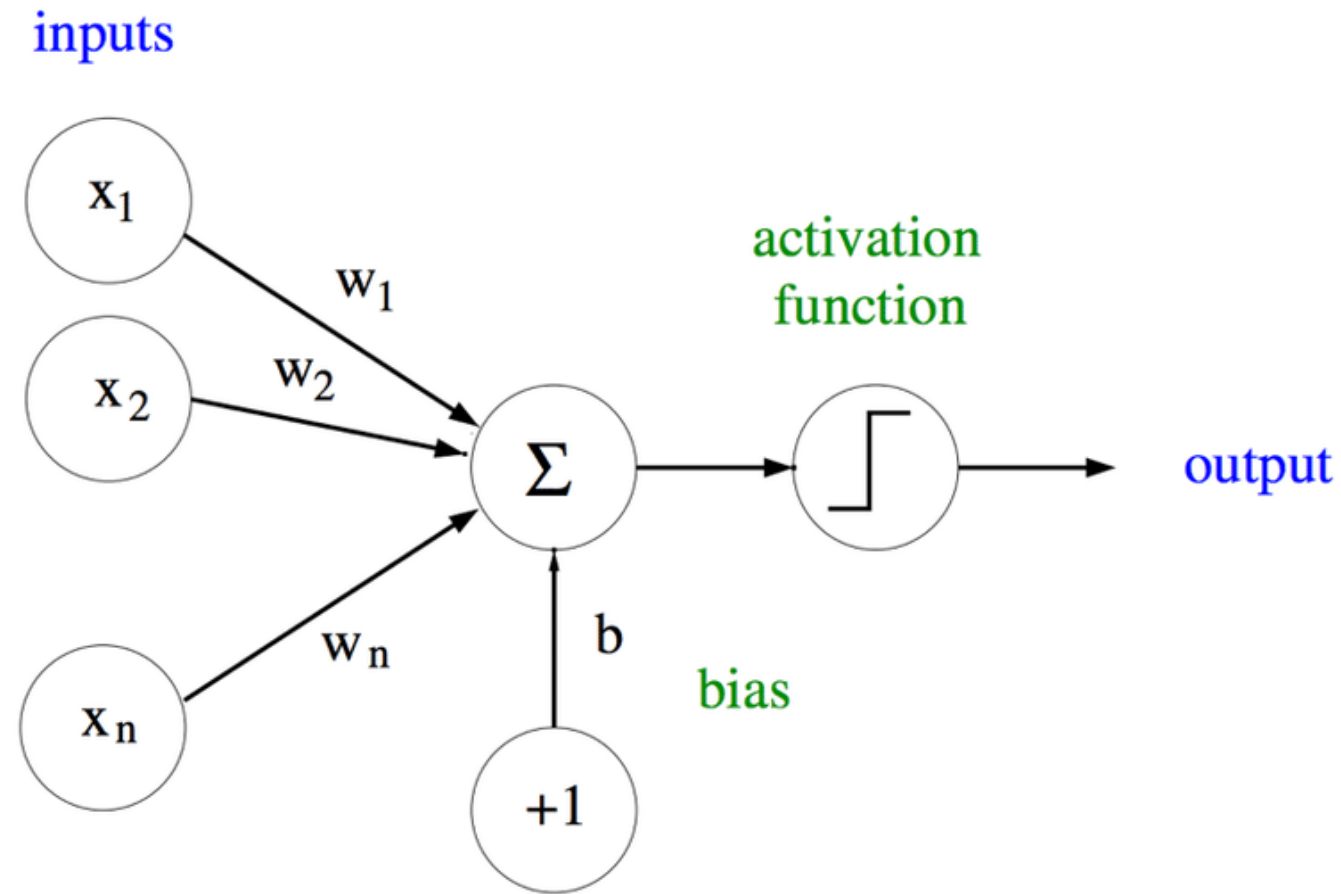 inputs
x1
w1
activation
function
w2
x2
Σ
output
wn
b
bias
xn
+1